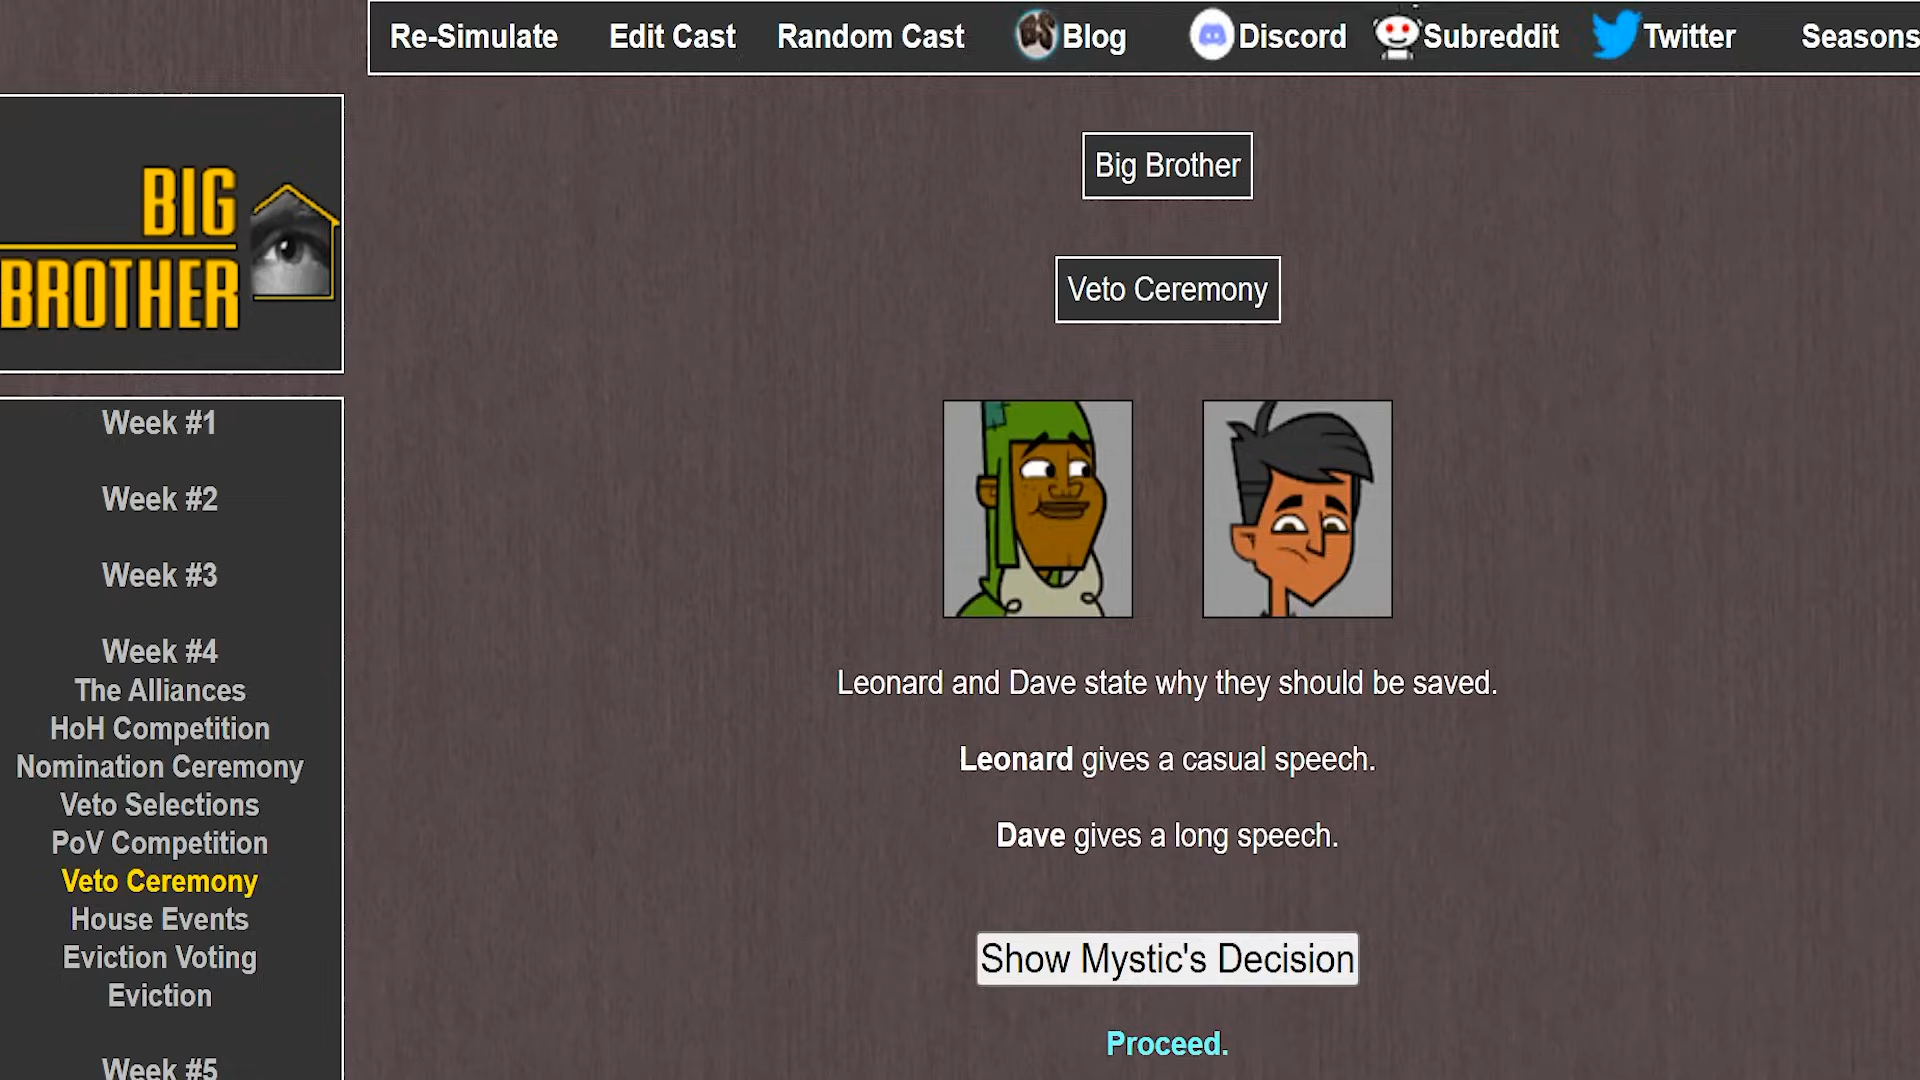 Re-Simulate Edit Cast Random Cast Blog Discord Subreddit Twitter Seasons
BIG
BROTHER
Week #1
Week #2
Week #3
Week #4
The Alliances
HoH Competition
Nomination Ceremony
Veto Selections
PoV Competition
Veto Ceremony
House Events
Eviction Voting
Eviction
Week #5
Big Brother
Veto Ceremony
Leonard and Dave state why they should be saved.
Leonard gives a casual speech.
Dave gives a long speech.
Show Mystic's Decision
Proceed.